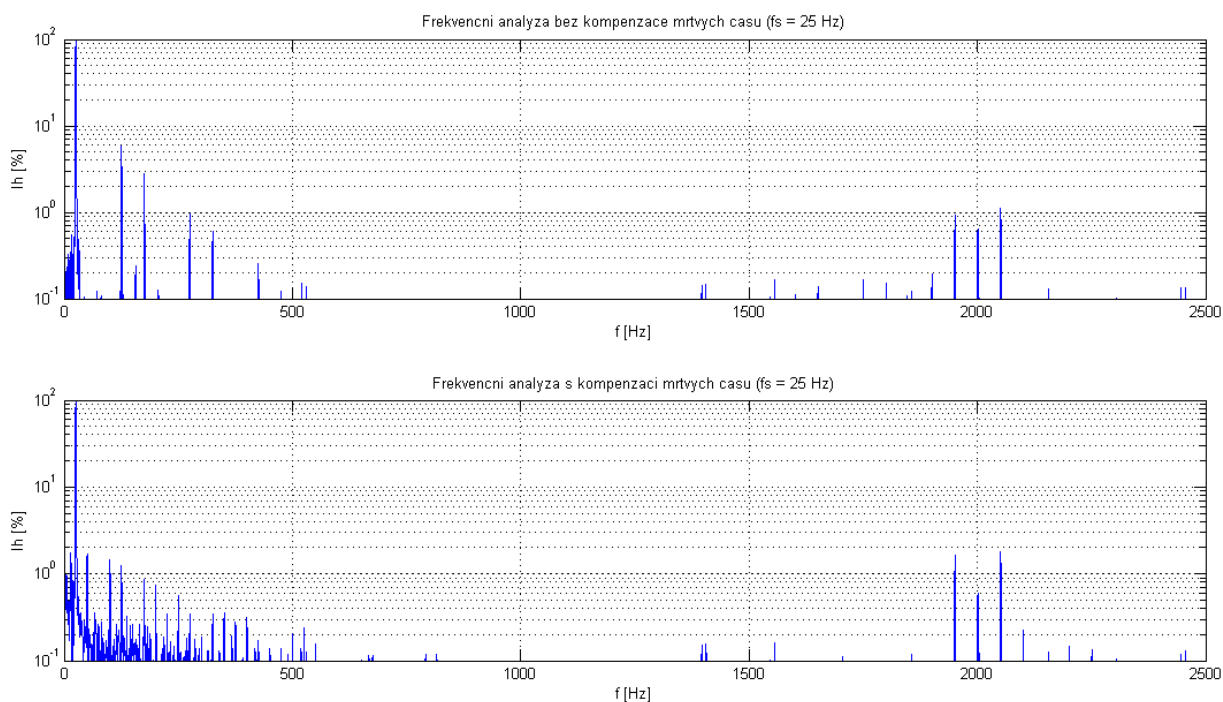 Frekvencni analyza bez kompenzace mrtvych casu (fs = 25 Hz)
10^2
10^1
10^0
10^-1
Ih [%]
0 500 1000 1500 2000 2500
f [Hz]
Frekvencni analyza s kompenzaci mrtvych casu (fs = 25 Hz)
10^2
10^1
10^0
10^-1
Ih [%]
0 500 1000 1500 2000 2500
f [Hz]